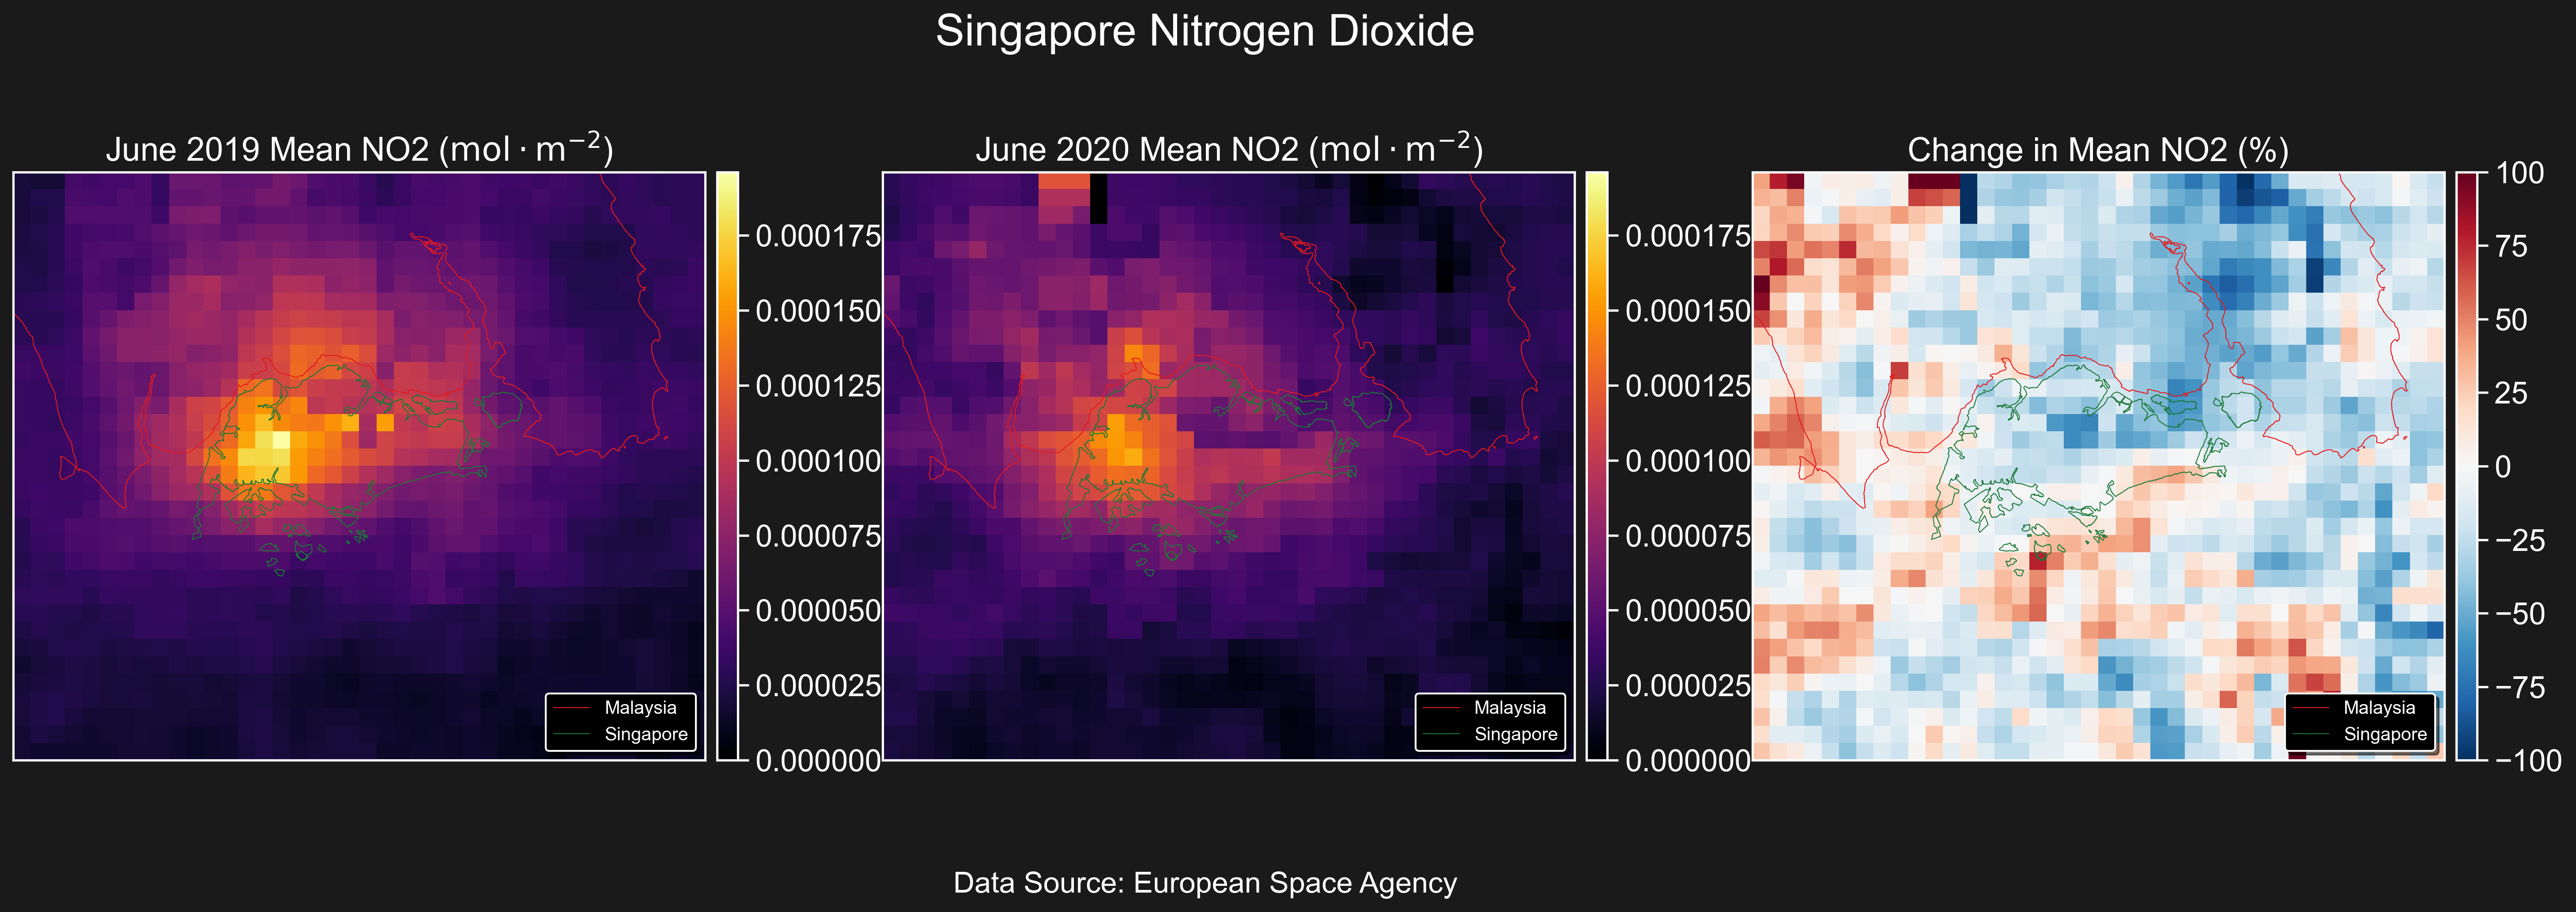 Singapore Nitrogen Dioxide
June 2019 Mean NO2 (mol · m⁻²)
0.000175
0.000150
0.000125
0.000100
0.000075
0.000050
0.000025
0.000000
Malaysia
Singapore
June 2020 Mean NO2 (mol · m⁻²)
0.000175
0.000150
0.000125
0.000100
0.000075
0.000050
0.000025
0.000000
Malaysia
Singapore
Change in Mean NO2 (%)
100
75
50
25
0
−25
−50
−75
−100
Malaysia
Singapore
Data Source: European Space Agency